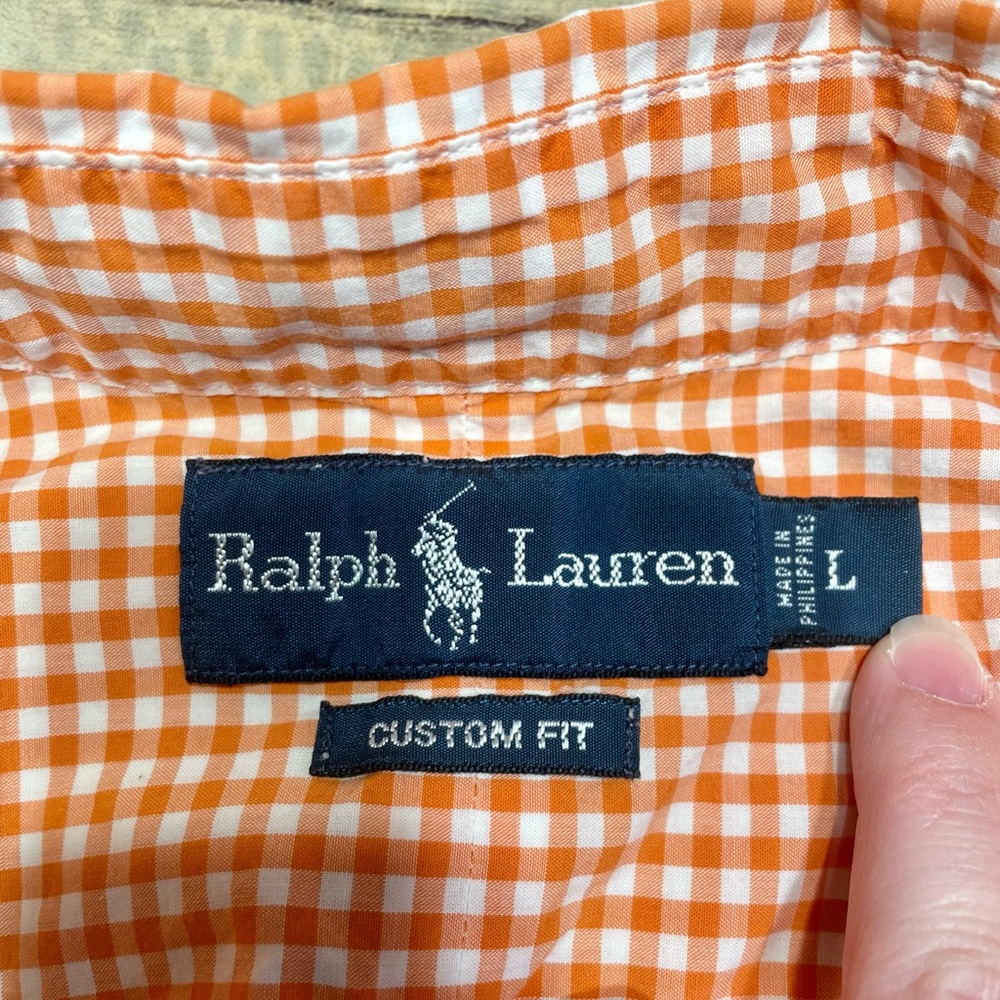 Ralph Lauren
MADE IN
PHILIPPINES
L
CUSTOM FIT